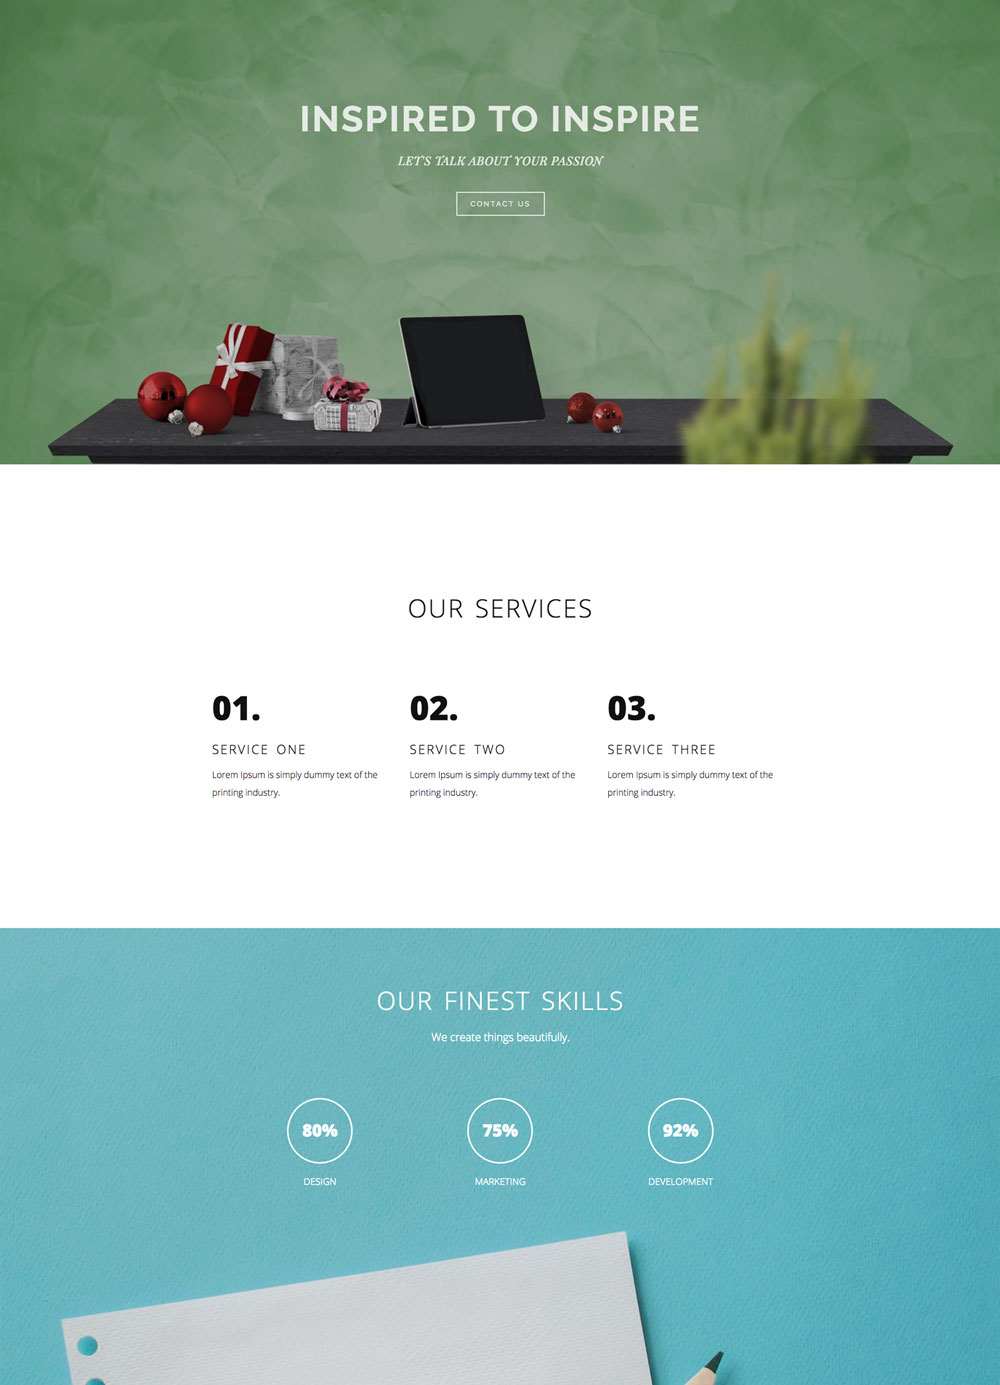 INSPIRED TO INSPIRE
LET'S TALK ABOUT YOUR PASSION
CONTACT US
OUR SERVICES
01.
SERVICE ONE
Lorem Ipsum is simply dummy text of the
printing industry.
02.
SERVICE TWO
Lorem Ipsum is simply dummy text of the
printing industry.
03.
SERVICE THREE
Lorem Ipsum is simply dummy text of the
printing industry.
OUR FINEST SKILLS
We create things beautifully.
80%
DESIGN
75%
MARKETING
92%
DEVELOPMENT